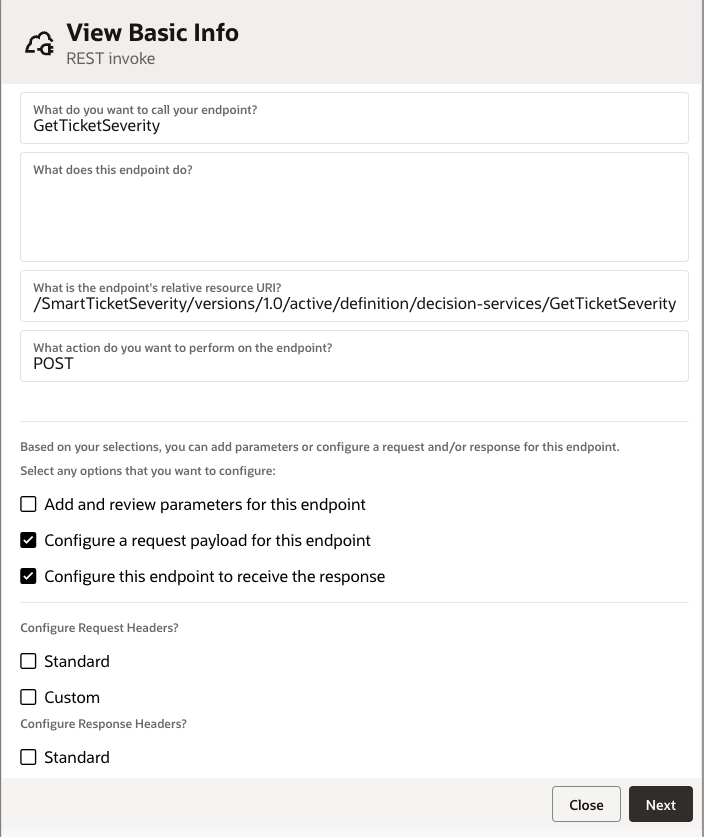 View Basic Info
REST invoke
What do you want to call your endpoint?
GetTicketSeverity
What does this endpoint do?
What is the endpoint's relative resource URI?
/SmartTicketSeverity/versions/1.0/active/definition/decision-services/GetTicketSeverity
What action do you want to perform on the endpoint?
POST
Based on your selections, you can add parameters or configure a request and/or response for this endpoint.
Select any options that you want to configure:
Add and review parameters for this endpoint
Configure a request payload for this endpoint
Configure this endpoint to receive the response
Configure Request Headers?
Standard
Custom
Configure Response Headers?
Standard
Close
Next